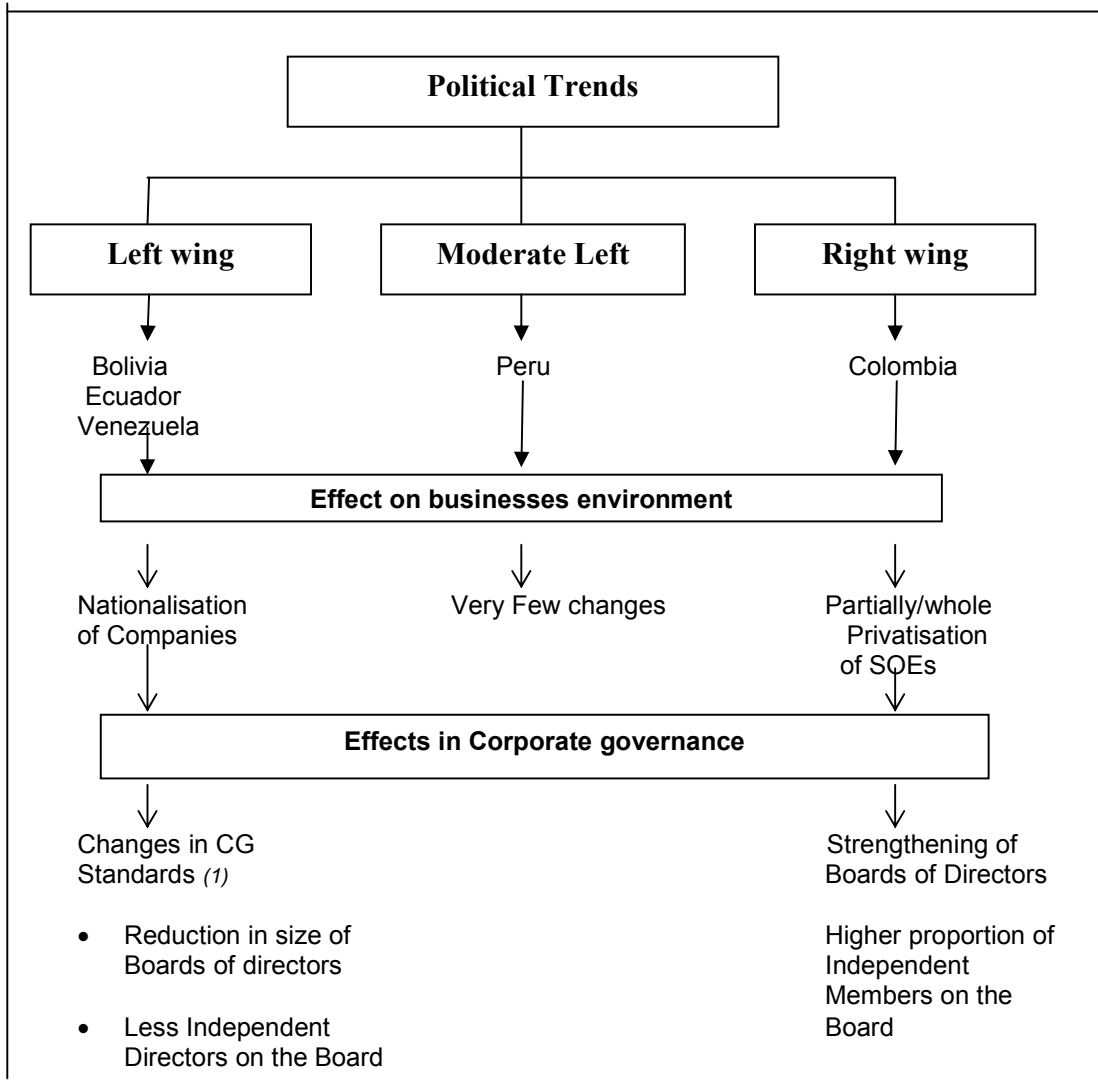 Political Trends
Left wing
Moderate Left
Right wing
Bolivia
Ecuador
Venezuela
Peru
Colombia
Effect on businesses environment
Nationalisation
of Companies
Very Few changes
Partially/whole
Privatisation
of SOEs
Effects in Corporate governance
Changes in CG
Standards (1)
• Reduction in size of
Boards of directors
• Less Independent
Directors on the Board
Strengthening of
Boards of Directors
Higher proportion of
Independent
Members on the
Board